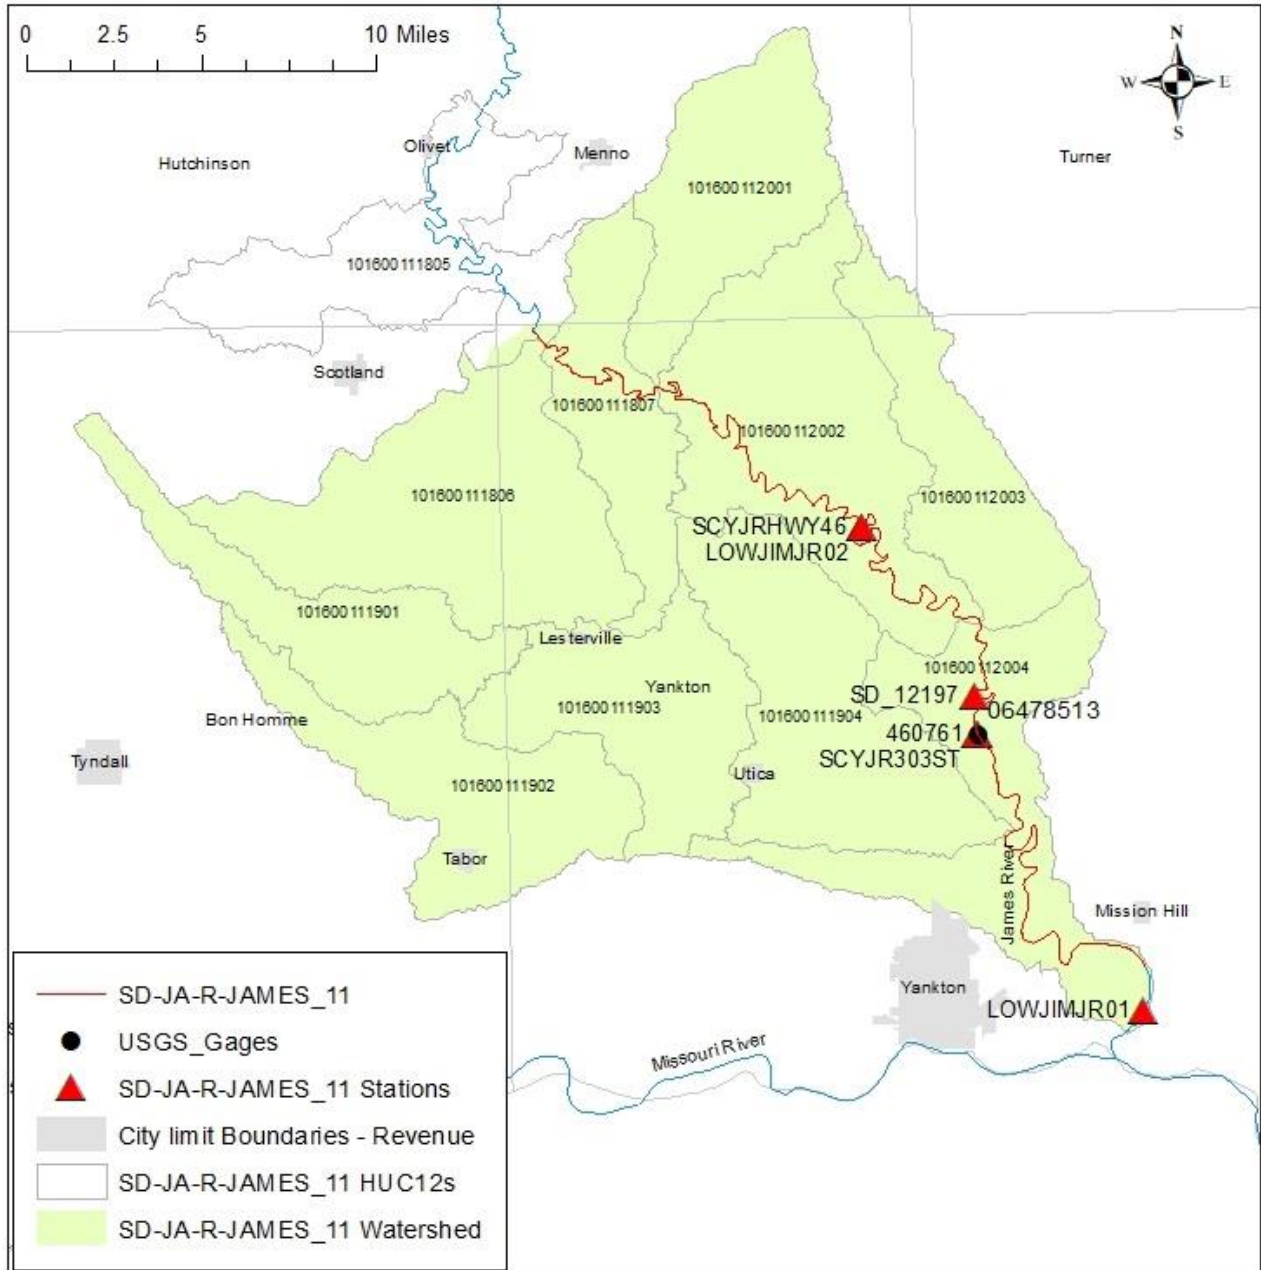 0 2.5 5 10 Miles
N
W E
S
Olivet
Menno
Hutchinson
Turner
101600112001
101600111805
Scotland
101600111807
101600112002
101600111806
101600112003
SCYJRHWY46
LOWJIMJR02
101600111901
Lesterville
101600112004
Yankton
SD_12197
06478513
101600111903
101600111904
Bon Homme
460761
SCYJR303ST
Tyndall
Utica
101600111902
Tabor
James River
Mission Hill
Yankton
LOWJIMJR01
Missouri River
SD-JA-R-JAMES_11
USGS_Gages
SD-JA-R-JAMES_11 Stations
City limit Boundaries - Revenue
SD-JA-R-JAMES_11 HUC12s
SD-JA-R-JAMES_11 Watershed